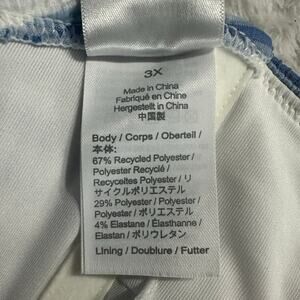 3X
Made in China
Fabriqué en Chine
Hergestellt in China
中国製
Body / Corps / Oberteil /
本体:
67% Recycled Polyester /
Polyester Recyclé /
Recyceltes Polyester / リ
サイクルポリエステル
29% Polyester / Polyester /
Polyester / ポリエステル
4% Elastane / Élasthanne /
Elastan / ポリウレタン
Lining / Doublure / Futter